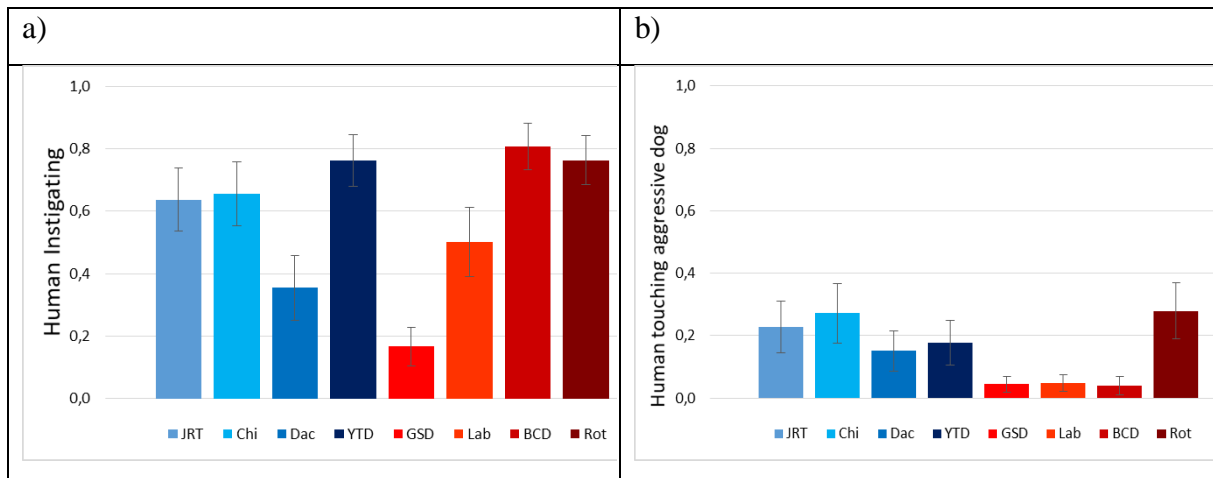 a)
b)
Human Instigating
1,0
0,8
0,6
0,4
0,2
0,0
JRT Chi Dac YTD GSD Lab BCD Rot
Human touching aggressive dog
1,0
0,8
0,6
0,4
0,2
0,0
JRT Chi Dac YTD GSD Lab BCD Rot